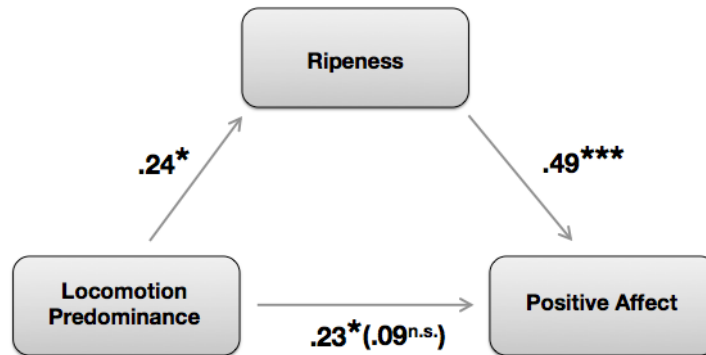 Ripeness
.24*
.49***
Locomotion
Predominance
Positive Affect
.23*(.09n.s.)